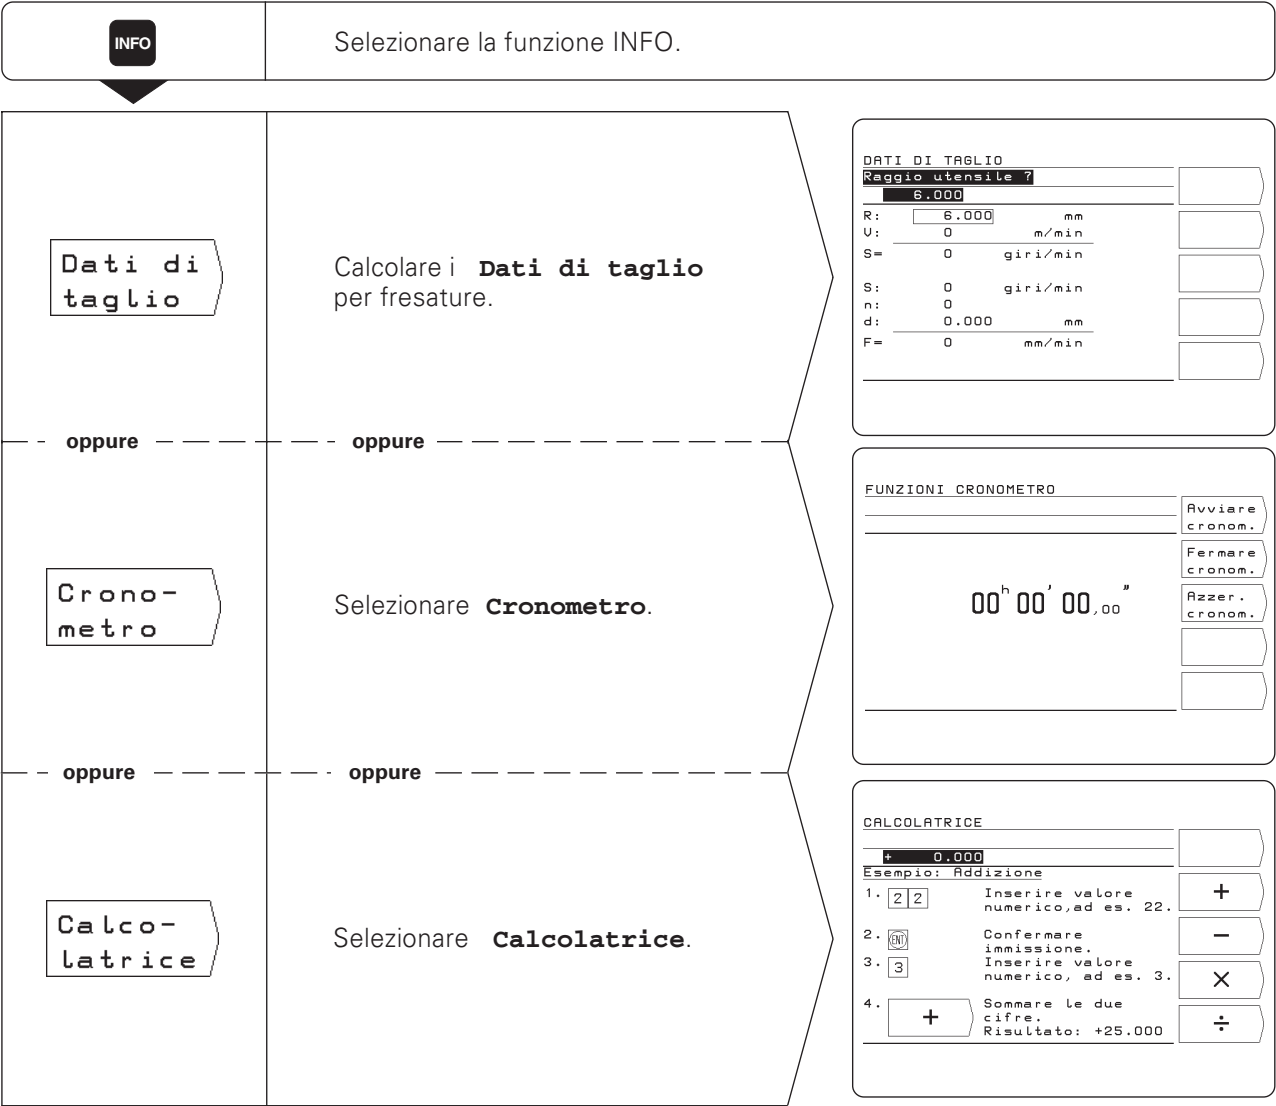 INFO
Selezionare la funzione INFO.
Dati di
taglio
Calcolare i Dati di taglio
per fresature.
DATI DI TAGLIO
Raggio utensile ?
6.000
R: 6.000 mm
V: 0 m/min
S= 0 giri/min
S: 0 giri/min
n: 0
d: 0.000 mm
F= 0 mm/min
oppure
oppure
Crono-
metro
Selezionare Cronometro.
FUNZIONI CRONOMETRO
Avviare
cronom.
Fermare
cronom.
Azzer.
cronom.
00h 00' 00,00"
oppure
oppure
Calco-
latrice
Selezionare Calcolatrice.
CALCOLATRICE
+ 0.000
Esempio: Addizione
1. 2 2 Inserire valore
numerico,ad es. 22.
2. ENT Confermare
immissione.
3. 3 Inserire valore
numerico, ad es. 3.
4. + Sommare le due
cifre.
Risultato: +25.000
+
−
×
÷